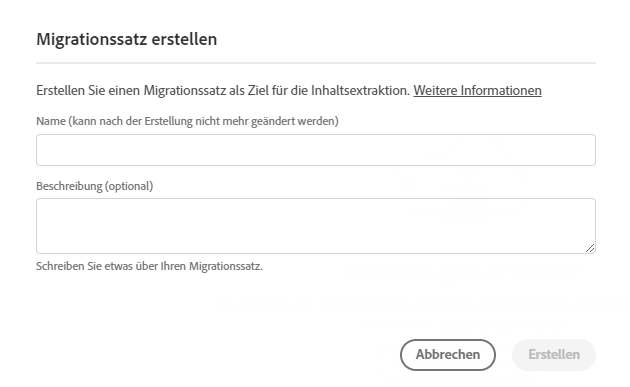 Migrationssatz erstellen
Erstellen Sie einen Migrationssatz als Ziel für die Inhaltsextraktion. Weitere Informationen
Name (kann nach der Erstellung nicht mehr geändert werden)
Beschreibung (optional)
Schreiben Sie etwas über Ihren Migrationssatz.
Abbrechen Erstellen